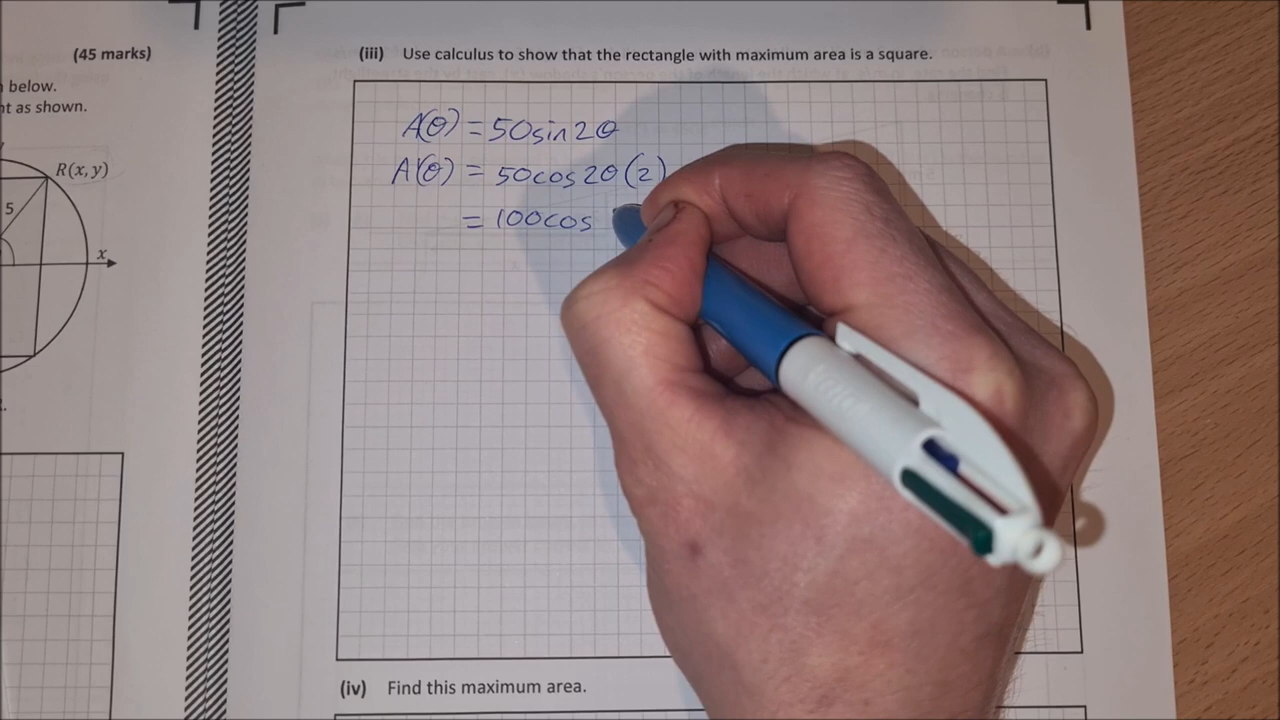 (45 marks)
below.
nt as shown.
R(x,y)
5
x
(iii) Use calculus to show that the rectangle with maximum area is a square.
A(θ) = 50sin2θ
A'(θ) = 50cos2θ(2)
= 100cos
(iv) Find this maximum area.